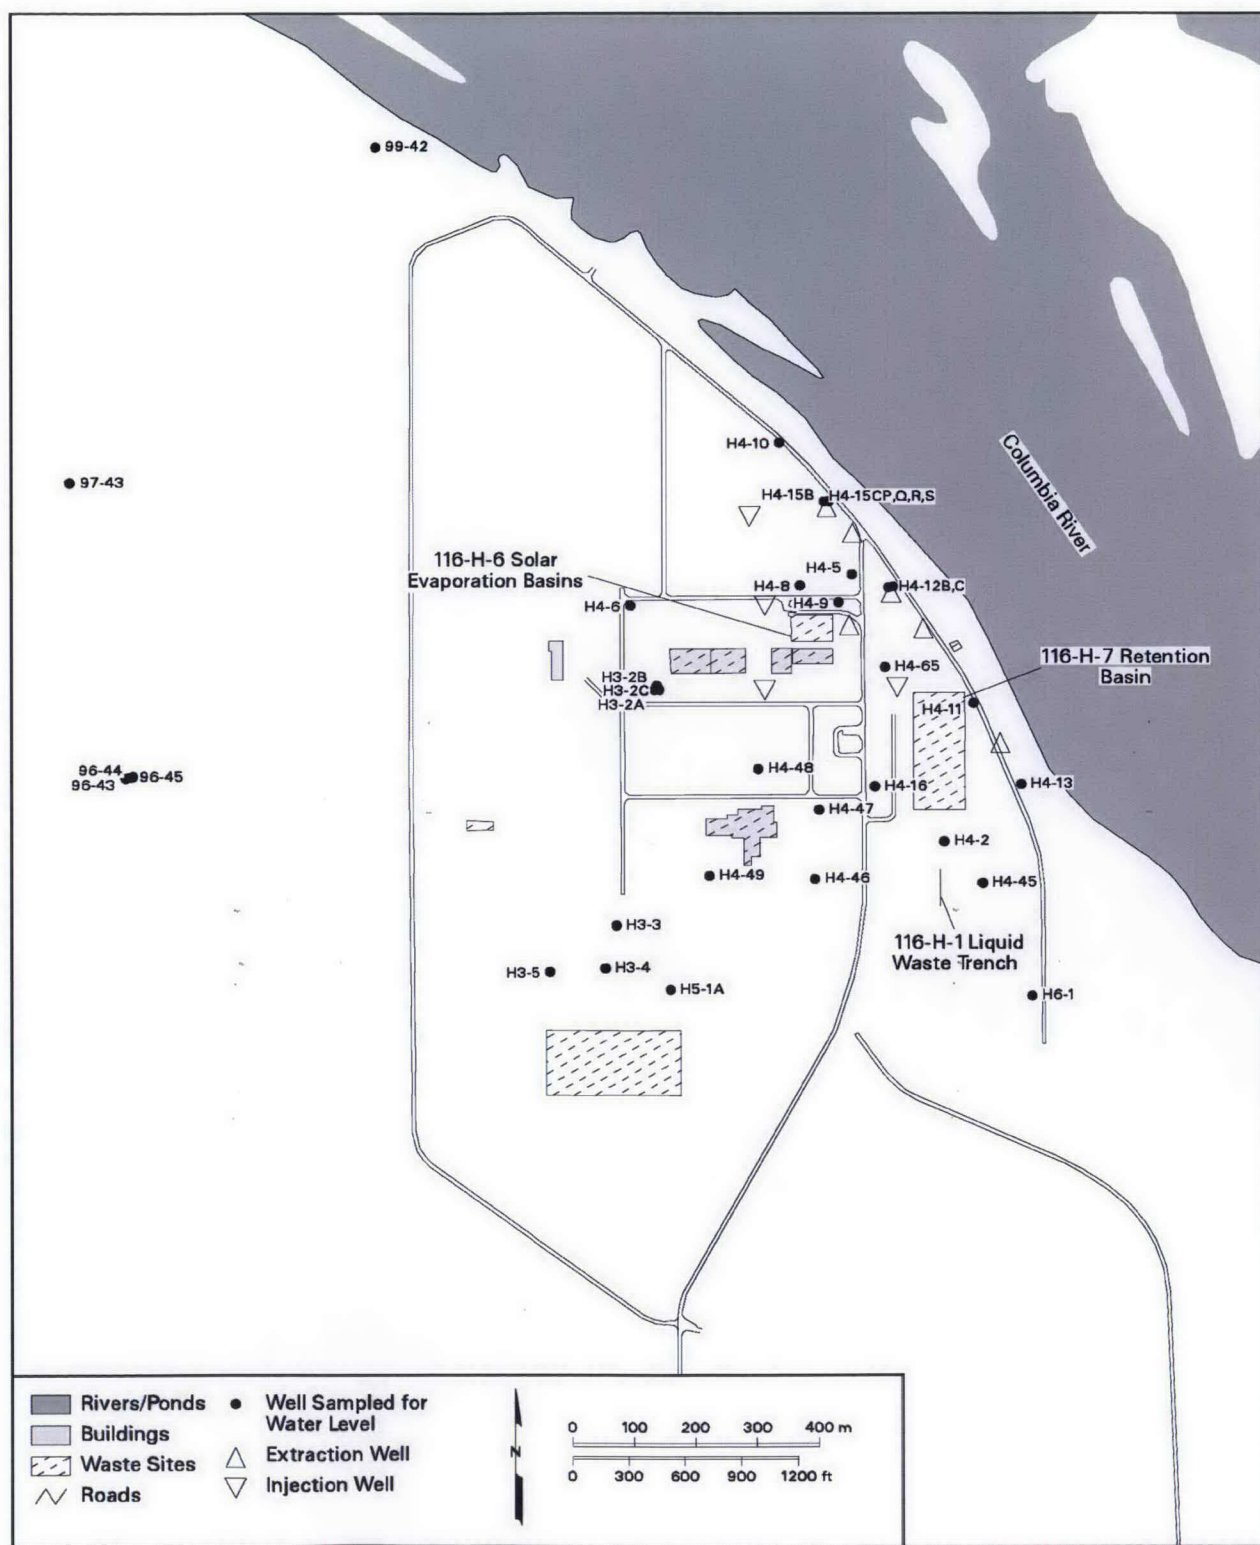 99-42
H4-10
97-43
Columbia River
H4-15B
H4-15CP,Q,R,S
116-H-6 Solar
Evaporation Basins
H4-5
H4-8
H4-12B,C
H4-6
H4-9
116-H-7 Retention
Basin
H4-65
H3-2B
H3-2C
H3-2A
H4-11
96-44
96-43
96-45
H4-48
H4-16
H4-13
H4-47
H4-2
H4-49
H4-46
H4-45
H3-3
116-H-1 Liquid
Waste Trench
H3-5
H3-4
H5-1A
H6-1
Rivers/Ponds
Buildings
Waste Sites
Roads
Well Sampled for
Water Level
Extraction Well
Injection Well
N
0 100 200 300 400 m
0 300 600 900 1200 ft